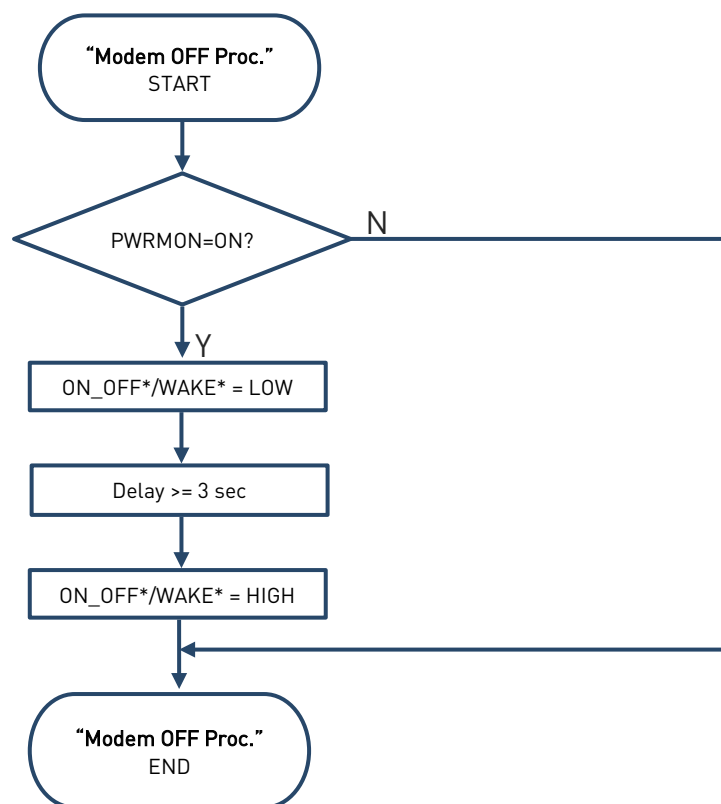 “Modem OFF Proc.”
START
PWRMON=ON?
N
Y
ON_OFF*/WAKE* = LOW
Delay >= 3 sec
ON_OFF*/WAKE* = HIGH
“Modem OFF Proc.”
END